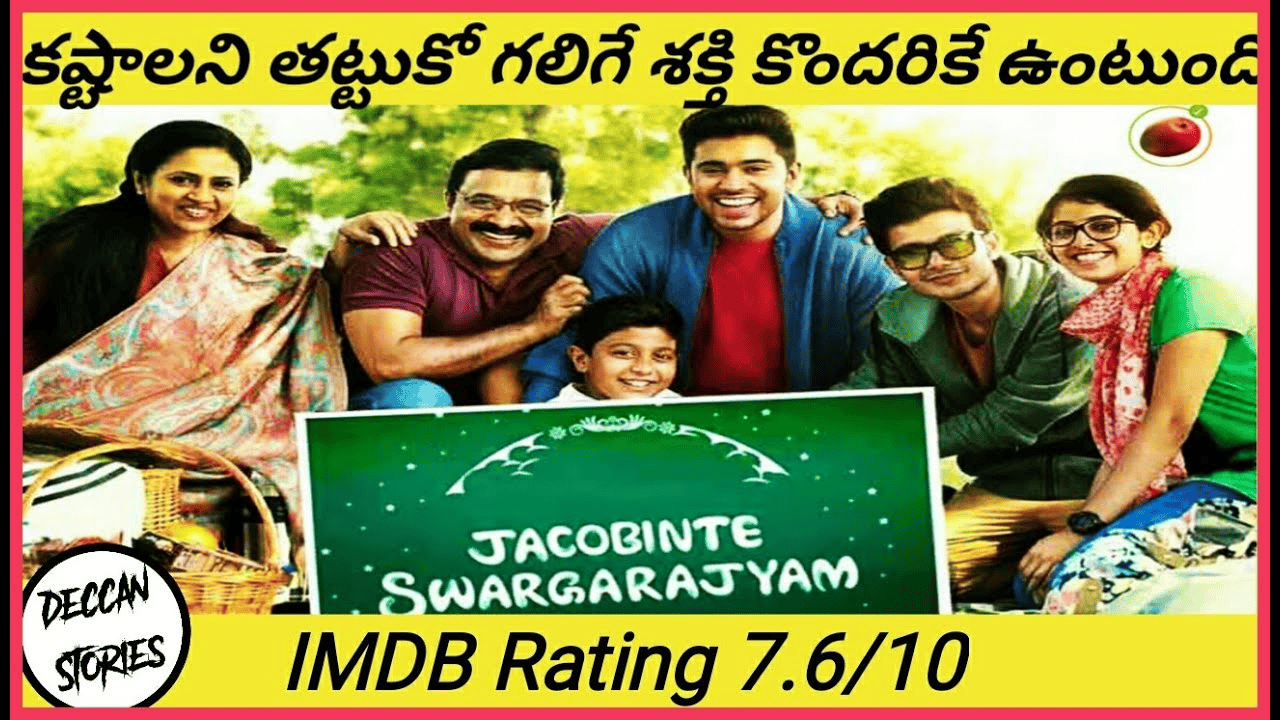 కష్టాలని తట్టుకో గలిగే శక్తి కొందరికే ఉంటుంది
JACOBINTE
SWARGARAJYAM
DECCAN
STORIES
IMDB Rating 7.6/10